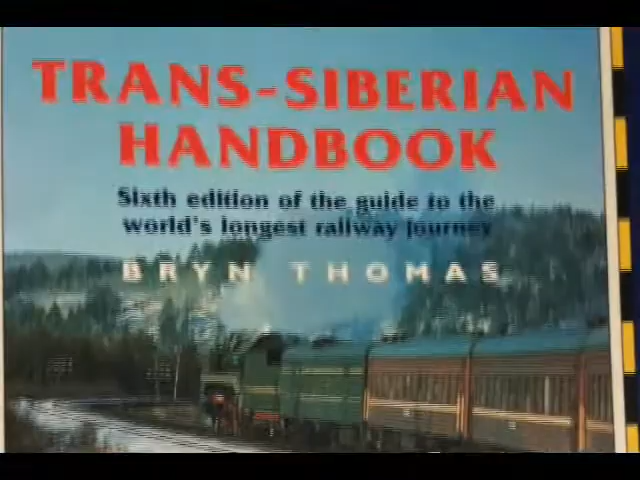 TRANS-SIBERIAN
HANDBOOK
Sixth edition of the guide to the
world's longest railway journey
BRYN THOMAS